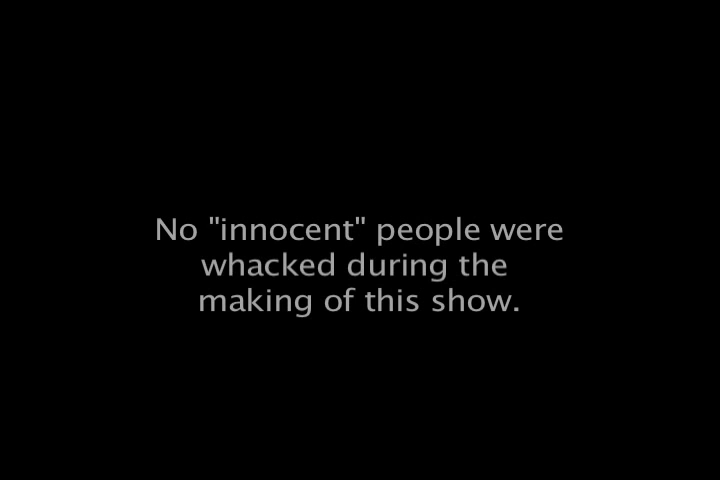 No "innocent" people were
whacked during the
making of this show.